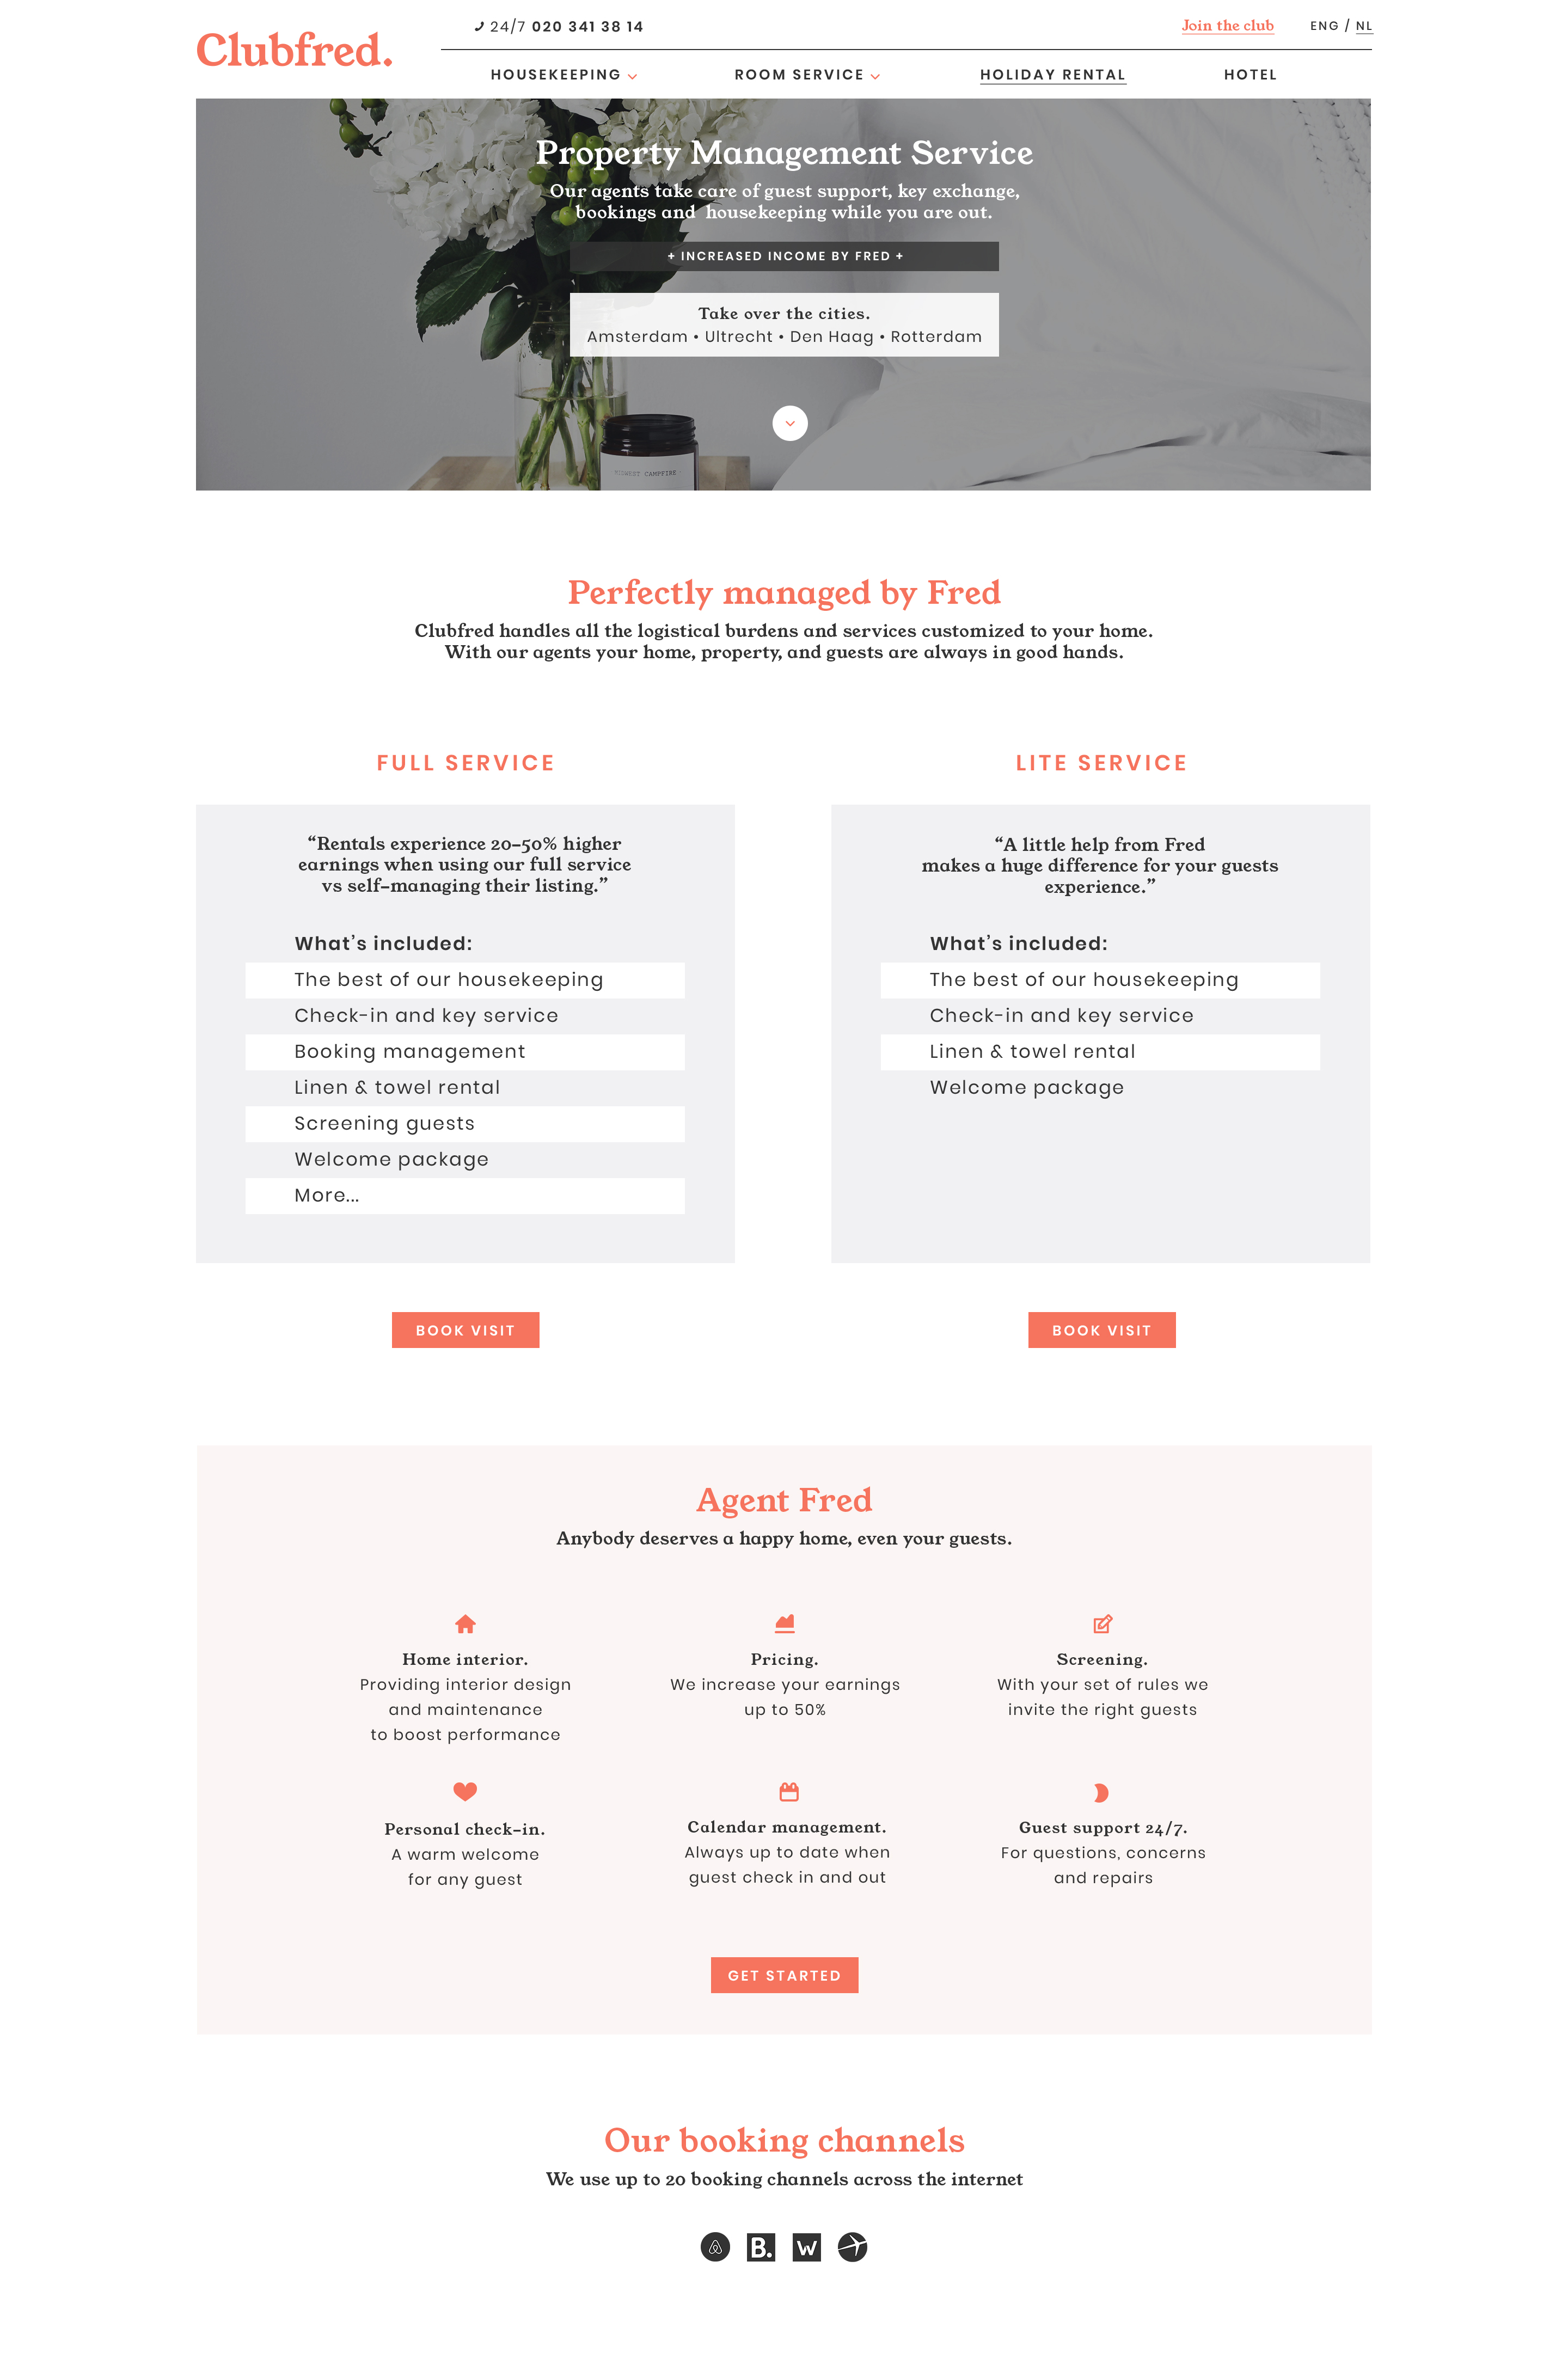 Clubfred.
24/7 020 341 38 14
Join the club
ENG / NL
HOUSEKEEPING
ROOM SERVICE
HOLIDAY RENTAL
HOTEL
Property Management Service
Our agents take care of guest support, key exchange,
bookings and housekeeping while you are out.
+ INCREASED INCOME BY FRED +
Take over the cities.
Amsterdam • Ultrecht • Den Haag • Rotterdam
MIDWEST CAMPFIRE
Perfectly managed by Fred
Clubfred handles all the logistical burdens and services customized to your home.
With our agents your home, property, and guests are always in good hands.
FULL SERVICE
“Rentals experience 20–50% higher
earnings when using our full service
vs self–managing their listing.”
What’s included:
The best of our housekeeping
Check-in and key service
Booking management
Linen & towel rental
Screening guests
Welcome package
More...
BOOK VISIT
LITE SERVICE
“A little help from Fred
makes a huge difference for your guests
experience.”
What’s included:
The best of our housekeeping
Check-in and key service
Linen & towel rental
Welcome package
BOOK VISIT
Agent Fred
Anybody deserves a happy home, even your guests.
Home interior.
Providing interior design
and maintenance
to boost performance
Pricing.
We increase your earnings
up to 50%
Screening.
With your set of rules we
invite the right guests
Personal check–in.
A warm welcome
for any guest
Calendar management.
Always up to date when
guest check in and out
Guest support 24/7.
For questions, concerns
and repairs
GET STARTED
Our booking channels
We use up to 20 booking channels across the internet
B.
W